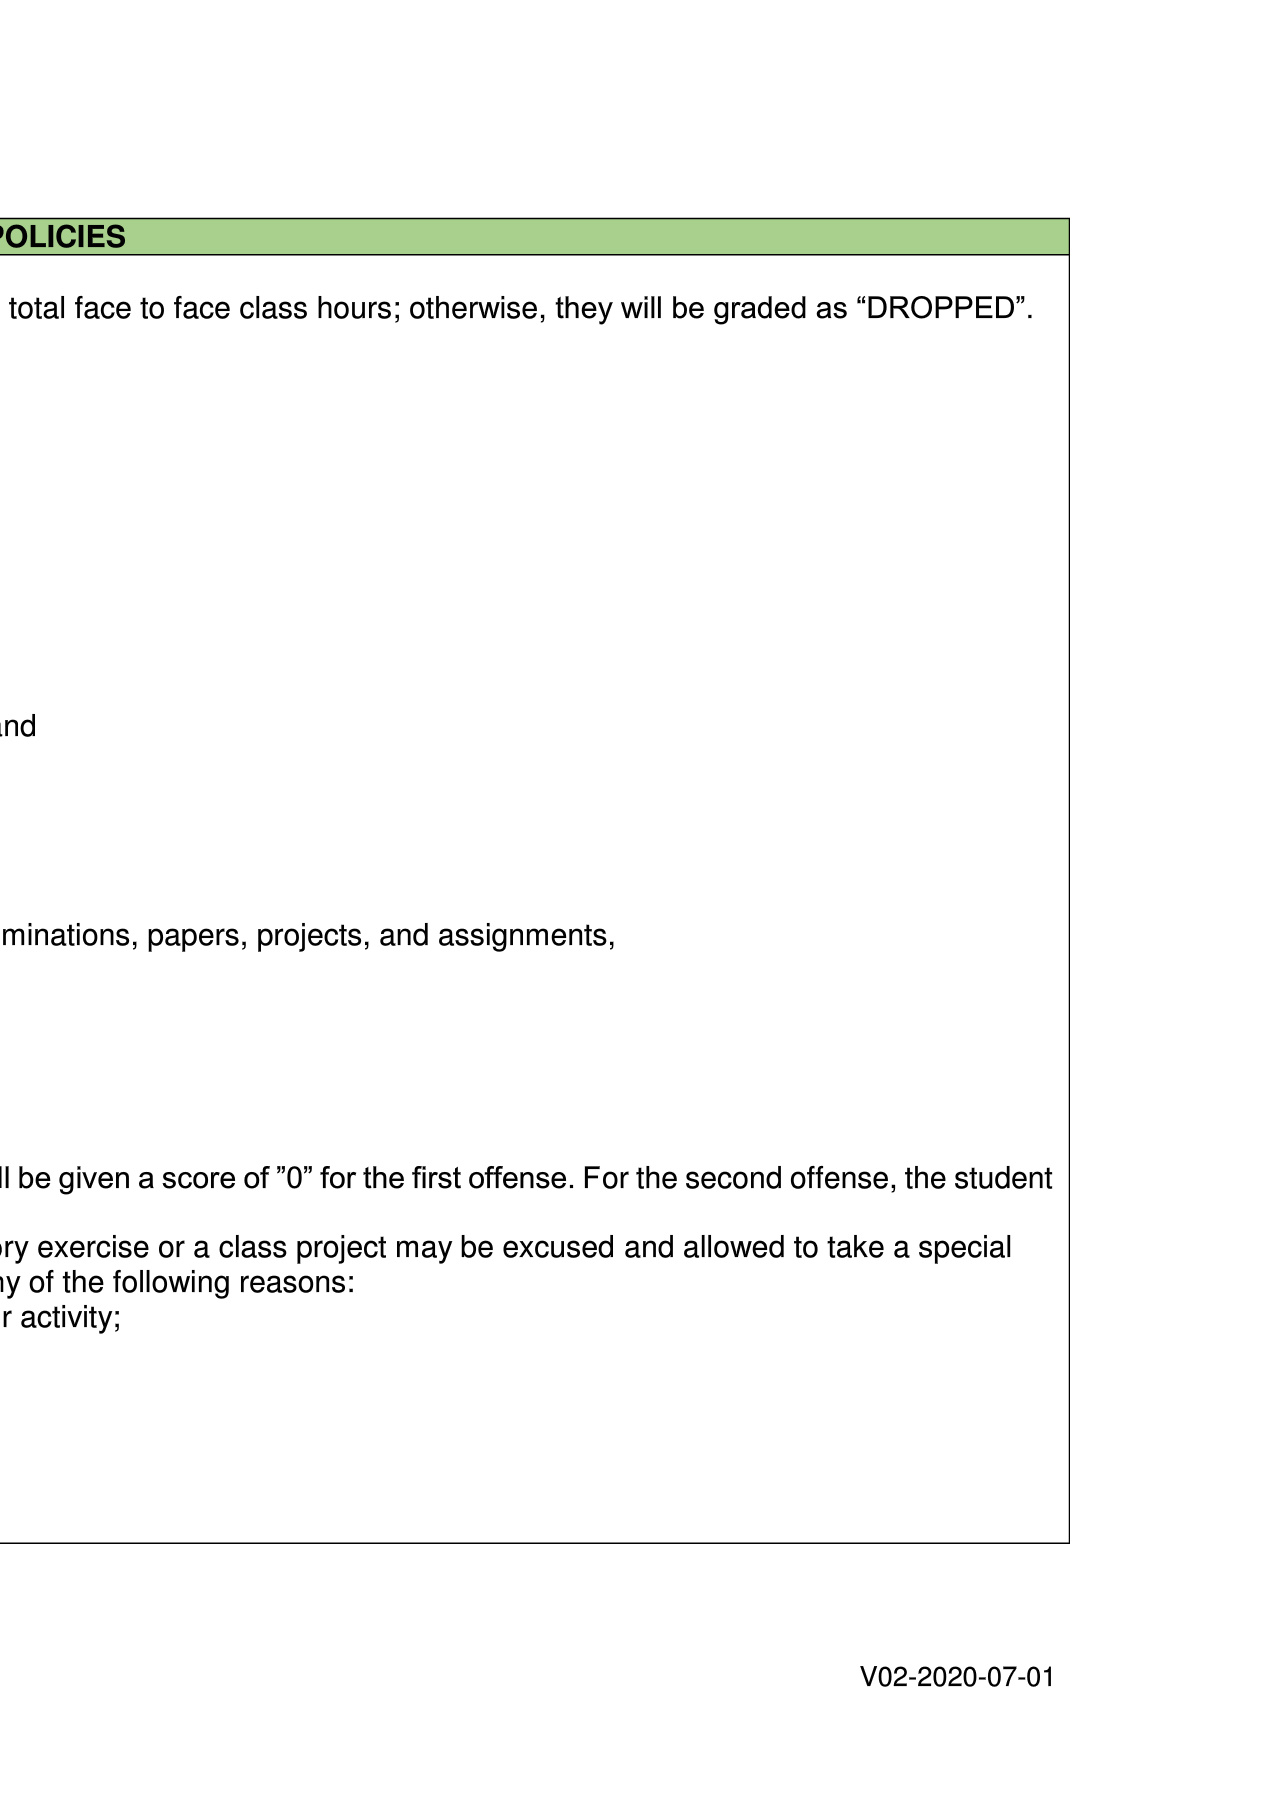 POLICIES
total face to face class hours; otherwise, they will be graded as “DROPPED”.
and
minations, papers, projects, and assignments,
ll be given a score of ”0” for the first offense. For the second offense, the student
ory exercise or a class project may be excused and allowed to take a special
ny of the following reasons:
r activity;
V02-2020-07-01